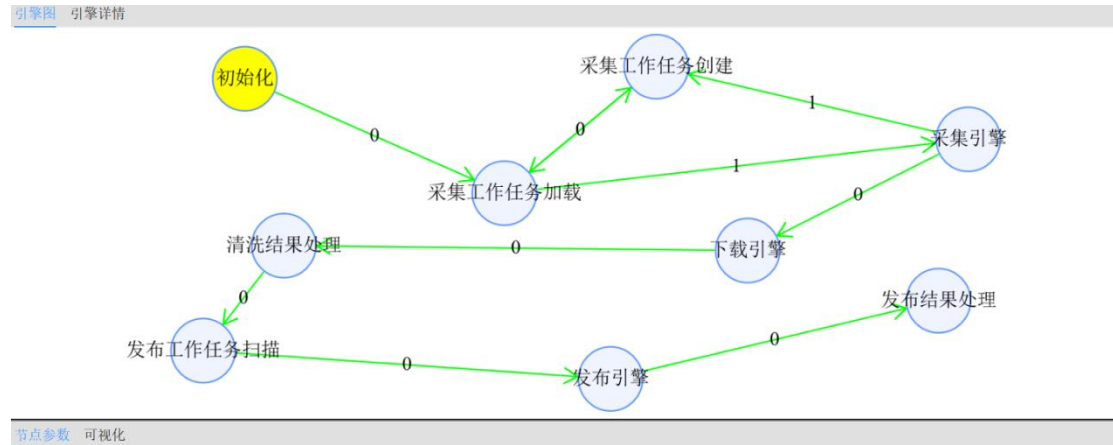 引擎图 引擎详情
采集工作任务创建
初始化
1
0
0
采集引擎
1
采集工作任务加载
0
清洗结果处理
0
下载引擎
0
发布结果处理
0
发布工作任务扫描
0
发布引擎
节点参数 可视化